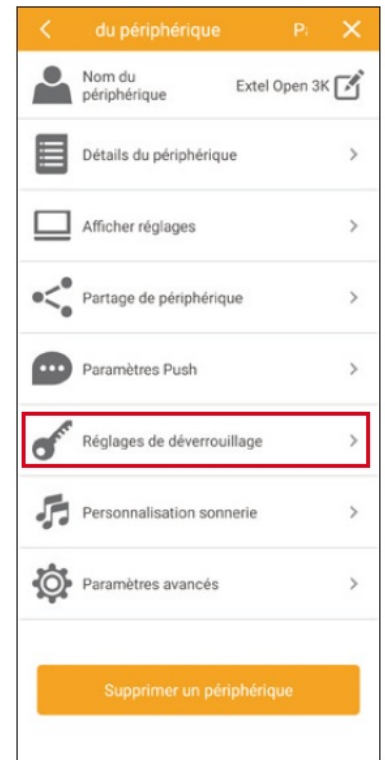 du périphérique P
Nom du
périphérique
Extel Open 3K
Détails du périphérique
Afficher réglages
Partage de périphérique
Paramètres Push
Réglages de déverrouillage
Personnalisation sonnerie
Paramètres avancés
Supprimer un périphérique